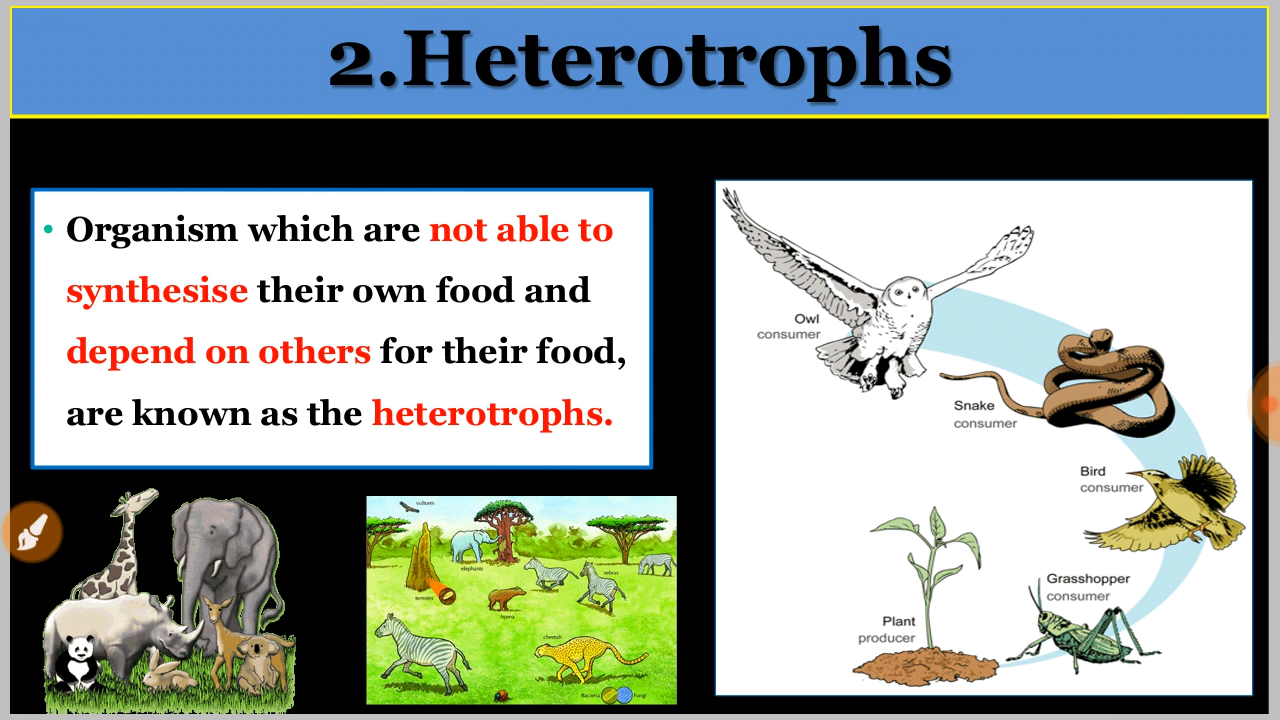 2.Heterotrophs
• Organism which are not able to
synthesise their own food and
depend on others for their food,
are known as the heterotrophs.
Owl
consumer
Snake
consumer
Bird
consumer
Grasshopper
consumer
Plant
producer
vultures
elephants
zebras
termites
hyena
cheetah
Bacteria
Fungi